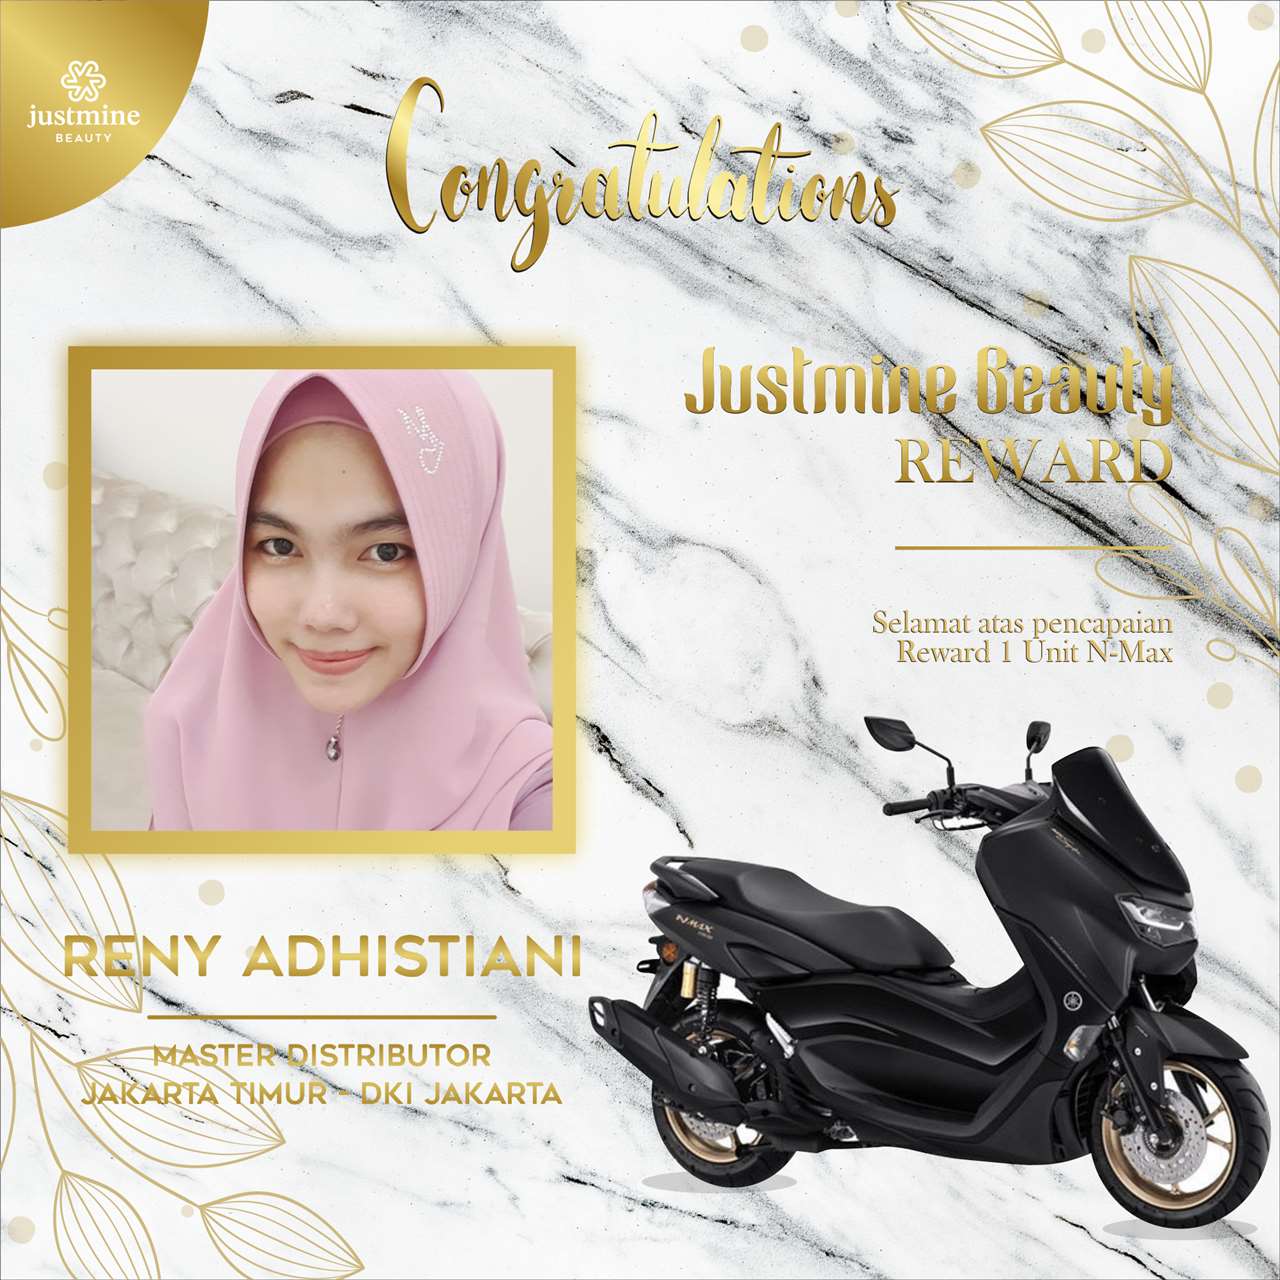 justmine
BEAUTY
Congratulations
Justmine Beauty
REWARD
Selamat atas pencapaian
Reward 1 Unit N-Max
N-MAX
RENY ADHISTIANI
MASTER DISTRIBUTOR
JAKARTA TIMUR - DKI JAKARTA